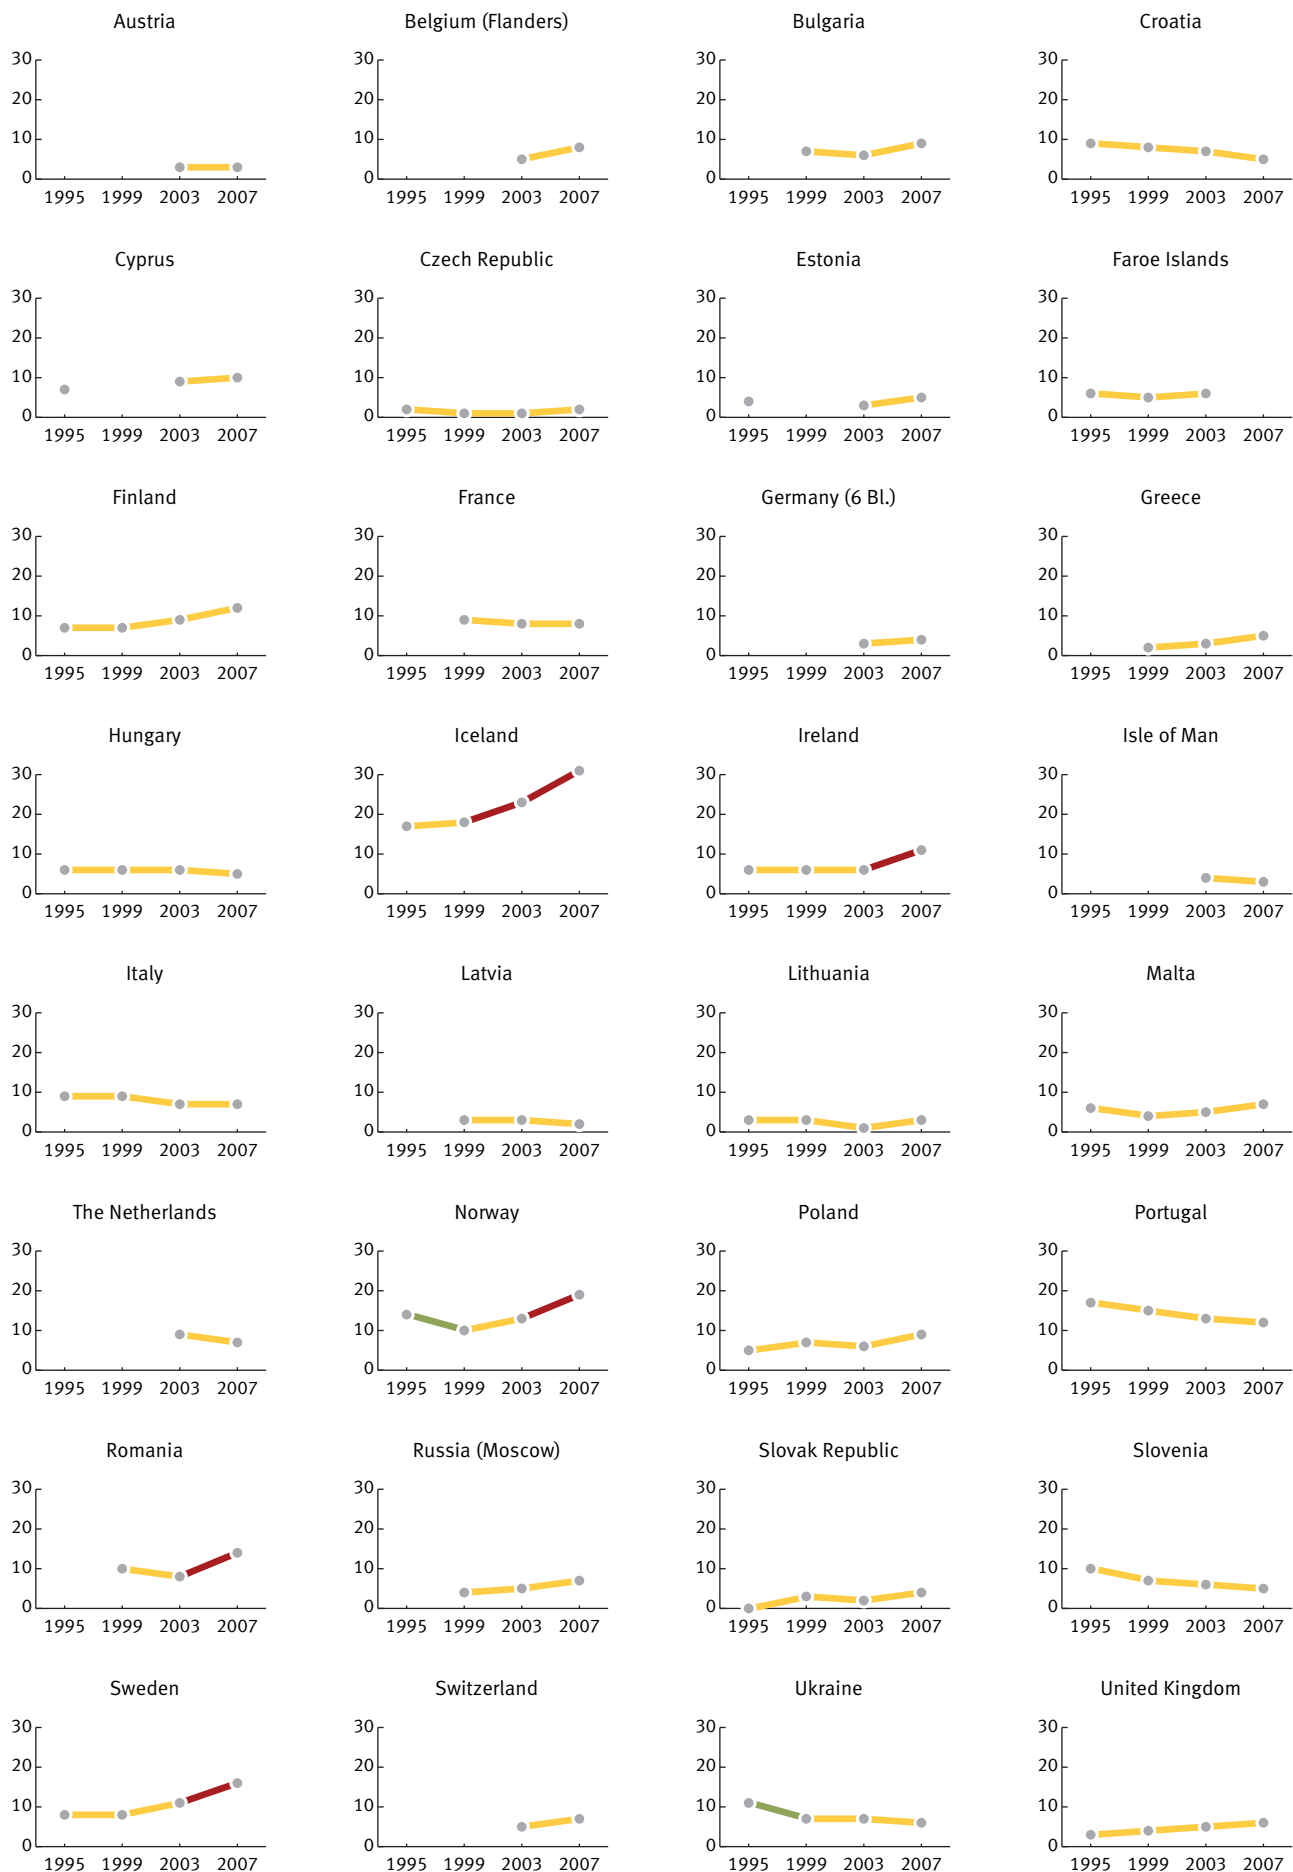 Austria Belgium (Flanders) Bulgaria Croatia
30 30 30 30
20 20 20 20
10 10 10 10
0 0 0 0
1995 1999 2003 2007 1995 1999 2003 2007 1995 1999 2003 2007 1995 1999 2003 2007
Cyprus Czech Republic Estonia Faroe Islands
30 30 30 30
20 20 20 20
10 10 10 10
0 0 0 0
1995 1999 2003 2007 1995 1999 2003 2007 1995 1999 2003 2007 1995 1999 2003 2007
Finland France Germany (6 Bl.) Greece
30 30 30 30
20 20 20 20
10 10 10 10
0 0 0 0
1995 1999 2003 2007 1995 1999 2003 2007 1995 1999 2003 2007 1995 1999 2003 2007
Hungary Iceland Ireland Isle of Man
30 30 30 30
20 20 20 20
10 10 10 10
0 0 0 0
1995 1999 2003 2007 1995 1999 2003 2007 1995 1999 2003 2007 1995 1999 2003 2007
Italy Latvia Lithuania Malta
30 30 30 30
20 20 20 20
10 10 10 10
0 0 0 0
1995 1999 2003 2007 1995 1999 2003 2007 1995 1999 2003 2007 1995 1999 2003 2007
The Netherlands Norway Poland Portugal
30 30 30 30
20 20 20 20
10 10 10 10
0 0 0 0
1995 1999 2003 2007 1995 1999 2003 2007 1995 1999 2003 2007 1995 1999 2003 2007
Romania Russia (Moscow) Slovak Republic Slovenia
30 30 30 30
20 20 20 20
10 10 10 10
0 0 0 0
1995 1999 2003 2007 1995 1999 2003 2007 1995 1999 2003 2007 1995 1999 2003 2007
Sweden Switzerland Ukraine United Kingdom
30 30 30 30
20 20 20 20
10 10 10 10
0 0 0 0
1995 1999 2003 2007 1995 1999 2003 2007 1995 1999 2003 2007 1995 1999 2003 2007